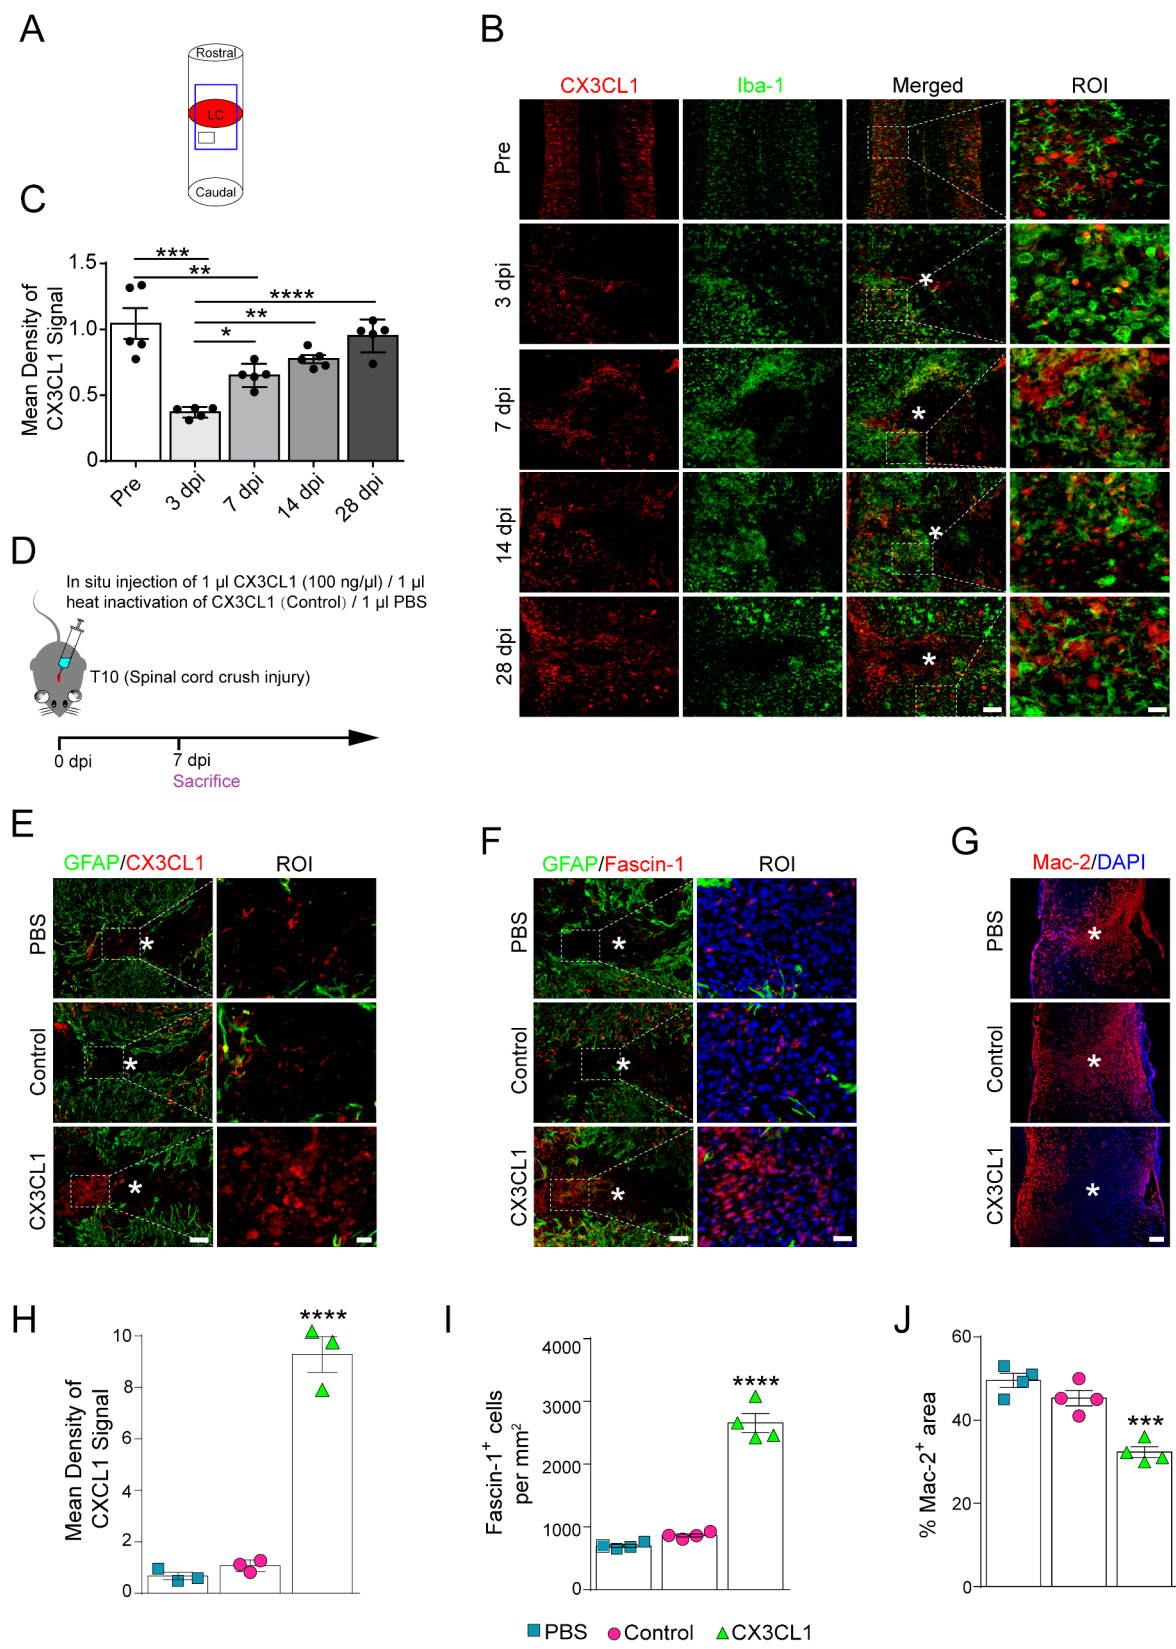 A
Rostral
LC
Caudal
B
CX3CL1
Iba-1
Merged
ROI
Pre
3 dpi
7 dpi
14 dpi
28 dpi
*
*
*
*
C
Mean Density of
CX3CL1 Signal
1.5
1.0
0.5
0
***
**
****
**
*
Pre
3 dpi
7 dpi
14 dpi
28 dpi
D
In situ injection of 1 µl CX3CL1 (100 ng/µl) / 1 µl
heat inactivation of CX3CL1 (Control) / 1 µl PBS
T10 (Spinal cord crush injury)
0 dpi
7 dpi
Sacrifice
E
GFAP/CX3CL1
ROI
PBS
*
Control
*
CX3CL1
*
F
GFAP/Fascin-1
ROI
PBS
*
Control
*
CX3CL1
*
G
Mac-2/DAPI
PBS
*
Control
*
CX3CL1
*
H
Mean Density of
CXCL1 Signal
10
8
6
4
2
0
****
I
Fascin-1⁺ cells
per mm²
4000
3000
2000
1000
0
****
J
% Mac-2⁺ area
60
40
20
0
***
PBS Control CX3CL1